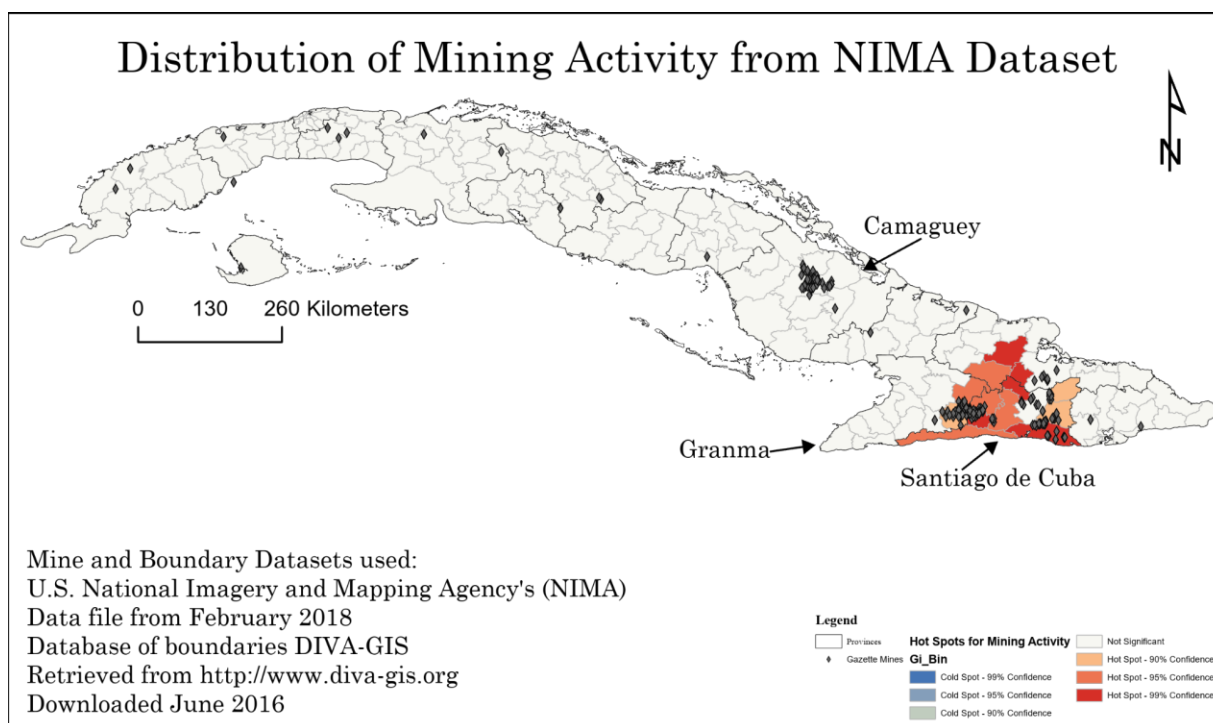 Distribution of Mining Activity from NIMA Dataset
N
Camaguey
0 130 260 Kilometers
Granma
Santiago de Cuba
Mine and Boundary Datasets used:
U.S. National Imagery and Mapping Agency's (NIMA)
Data file from February 2018
Database of boundaries DIVA-GIS
Retrieved from http://www.diva-gis.org
Downloaded June 2016
Legend
Provinces
Gazette Mines
Hot Spots for Mining Activity
Gi_Bin
Cold Spot - 99% Confidence
Cold Spot - 95% Confidence
Cold Spot - 90% Confidence
Not Significant
Hot Spot - 90% Confidence
Hot Spot - 95% Confidence
Hot Spot - 99% Confidence